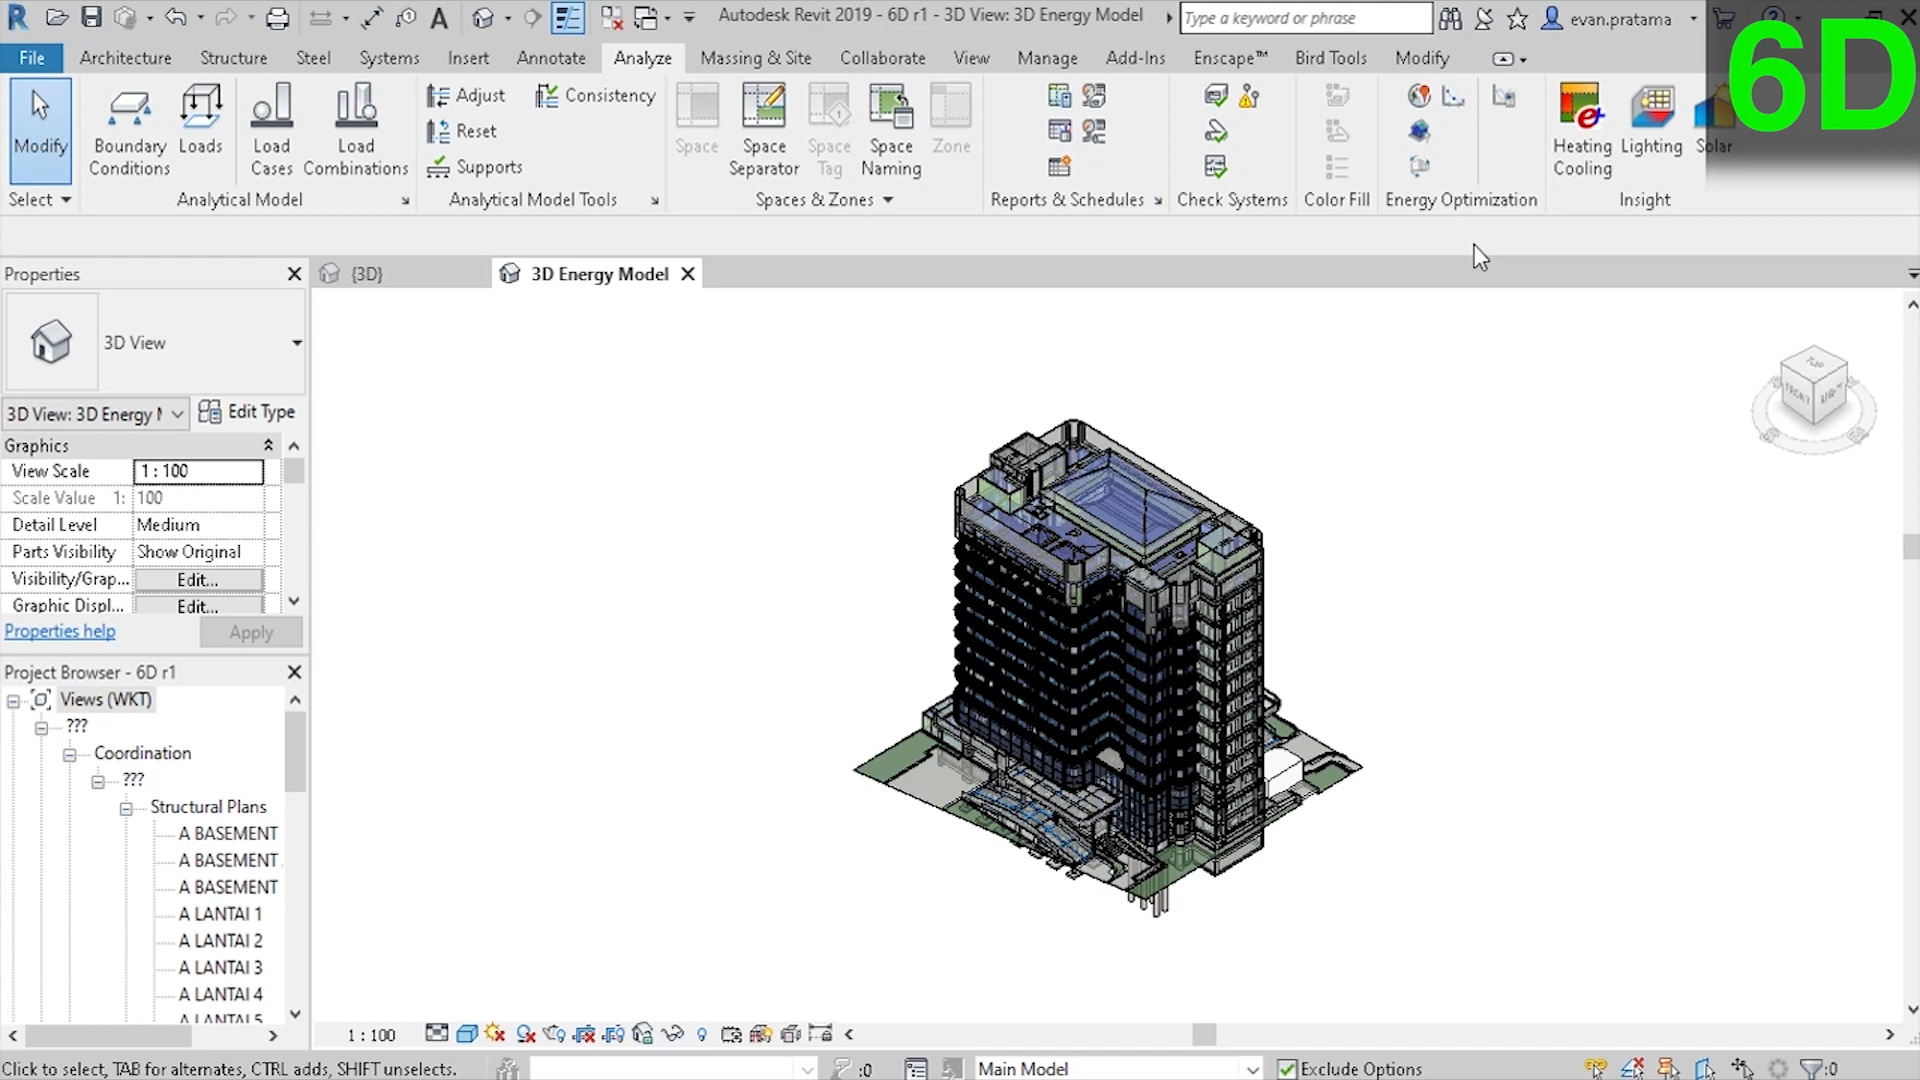 Autodesk Revit 2019 - 6D r1 - 3D View: 3D Energy Model
Type a keyword or phrase
evan.pratama
6D
File Architecture Structure Steel Systems Insert Annotate Analyze Massing & Site Collaborate View Manage Add-Ins Enscape™ Bird Tools Modify
Modify
Boundary Conditions
Loads
Load Cases
Load Combinations
Adjust
Reset
Supports
Consistency
Space
Space Separator
Space Tag
Space Naming
Zone
Heating Cooling
Lighting
Solar
Select
Analytical Model
Analytical Model Tools
Spaces & Zones
Reports & Schedules
Check Systems
Color Fill
Energy Optimization
Insight
Properties
{3D}
3D Energy Model
3D View
3D View: 3D Energy
Edit Type
Graphics
View Scale 1 : 100
Scale Value 1: 100
Detail Level Medium
Parts Visibility Show Original
Visibility/Grap... Edit...
Graphic Displ... Edit...
Properties help
Apply
Project Browser - 6D r1
Views (WKT)
???
Coordination
???
Structural Plans
A BASEMENT
A BASEMENT
A BASEMENT
A LANTAI 1
A LANTAI 2
A LANTAI 3
A LANTAI 4
A LANTAI 5
TOP
FRONT
1 : 100
Click to select, TAB for alternates, CTRL adds, SHIFT unselects.
:0
Main Model
Exclude Options
:0